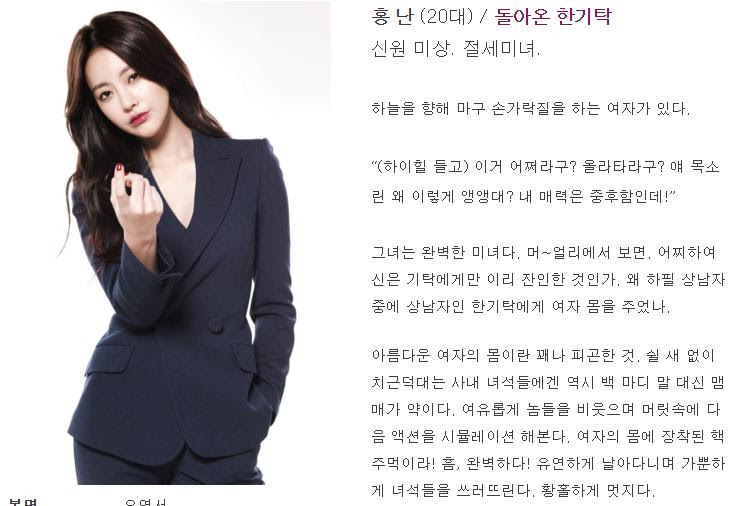 홍 난 (20대) / 돌아온 한기탁
신원 미상. 절세미녀.
하늘을 향해 마구 손가락질을 하는 여자가 있다.
“(하이힐 들고) 이거 어쩌라구? 올라타라구? 얘 목소
린 왜 이렇게 앵앵대? 내 매력은 중후함인데!”
그녀는 완벽한 미녀다. 머~얼리에서 보면. 어찌하여
신은 기탁에게만 이리 잔인한 것인가. 왜 하필 상남자
중에 상남자인 한기탁에게 여자 몸을 주었나.
아름다운 여자의 몸이란 꽤나 피곤한 것. 쉴 새 없이
치근덕대는 사내 녀석들에겐 역시 백 마디 말 대신 맴
매가 약이다. 여유롭게 놈들을 비웃으며 머릿속에 다
음 액션을 시뮬레이션 해본다. 여자의 몸에 장착된 핵
주먹이라! 흠, 완벽하다! 유연하게 날아다니며 가뿐하
게 녀석들을 쓰러뜨린다. 황홀하게 멋지다.